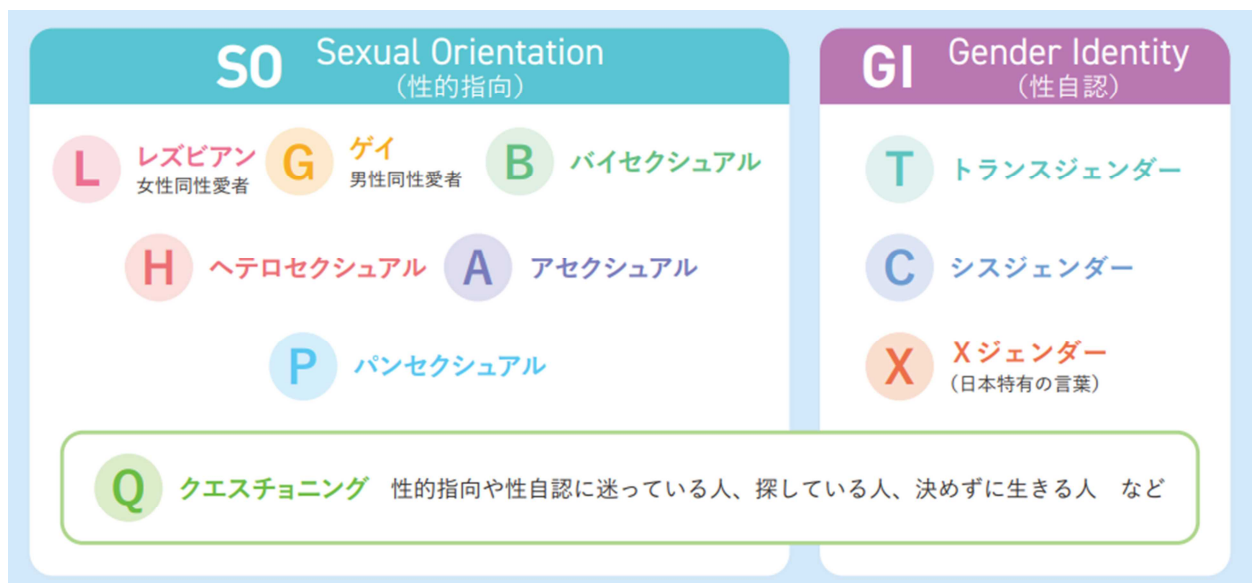 SO Sexual Orientation
（性的指向）
GI Gender Identity
（性自認）
L レズビアン
女性同性愛者
G ゲイ
男性同性愛者
B バイセクシュアル
H ヘテロセクシュアル
A アセクシュアル
P パンセクシュアル
T トランスジェンダー
C シスジェンダー
X Xジェンダー
（日本特有の言葉）
Q クエスチョニング 性的指向や性自認に迷っている人、探している人、決めずに生きる人　など